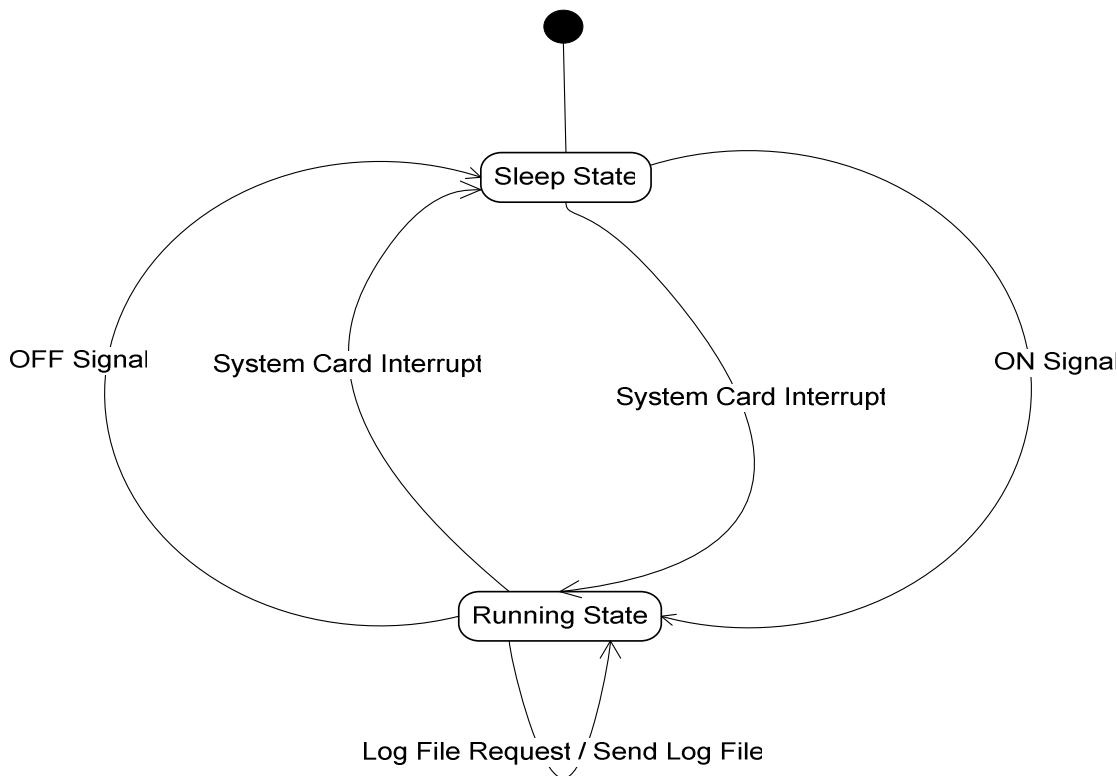 Sleep State
OFF Signal
System Card Interrupt
System Card Interrupt
ON Signal
Running State
Log File Request / Send Log File